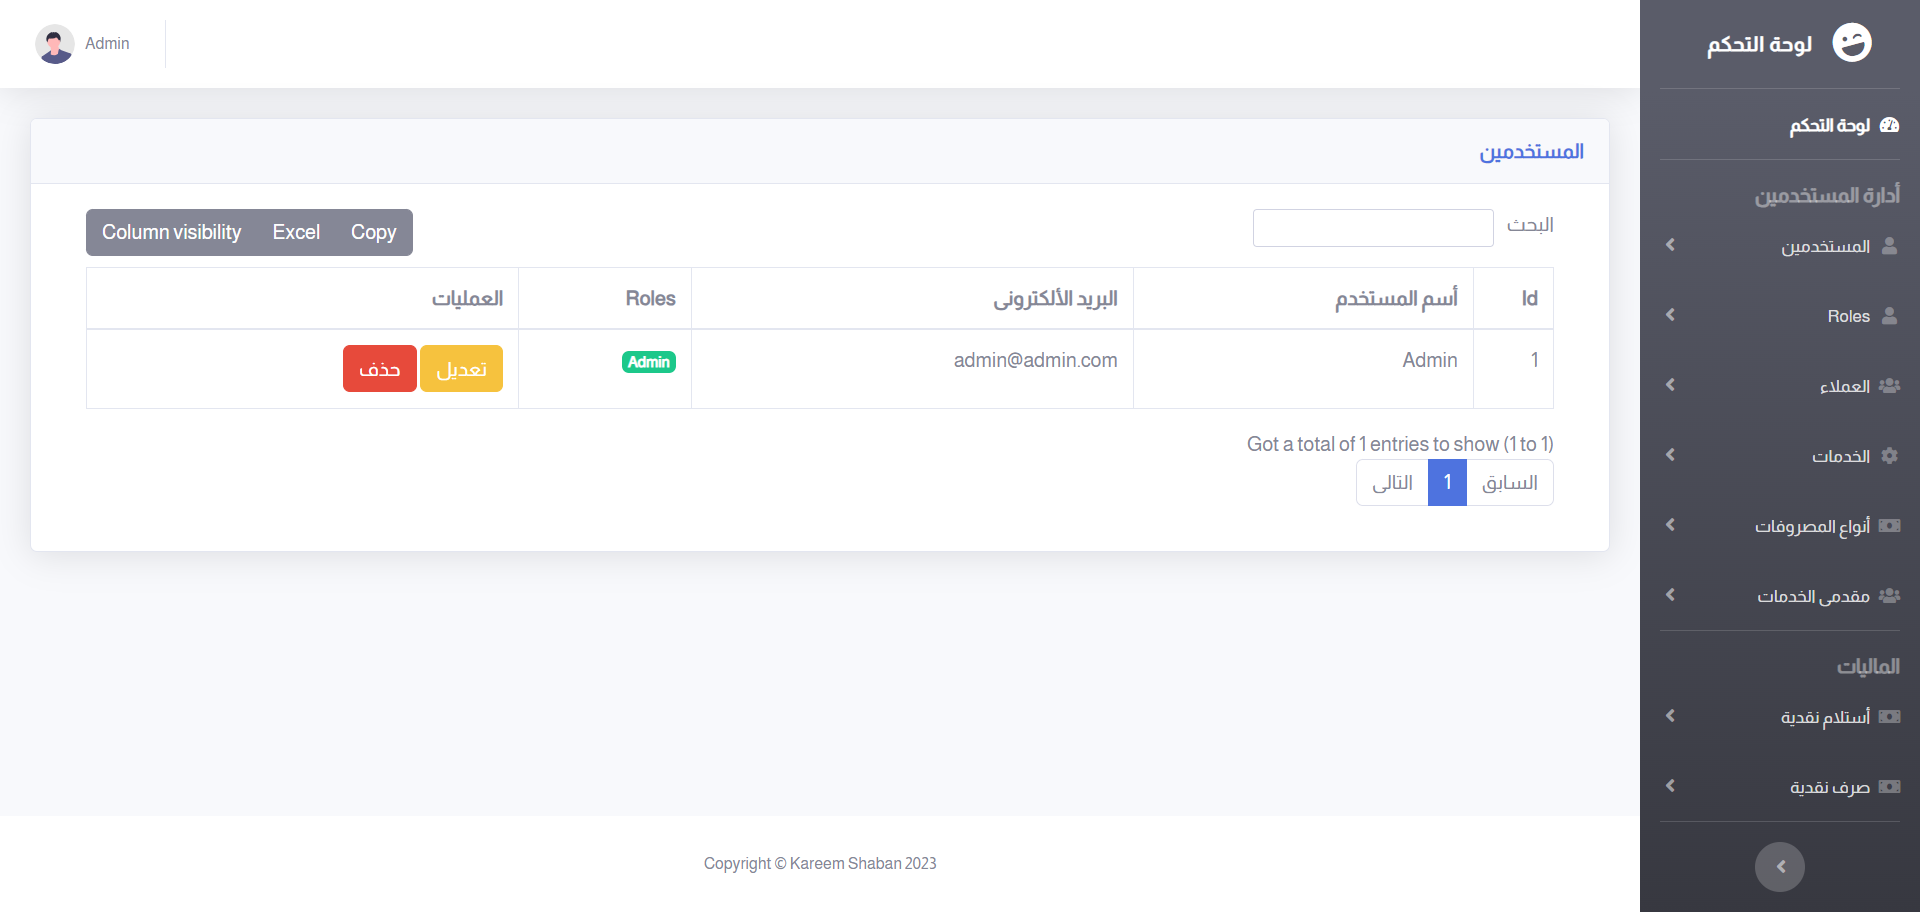 Admin
لوحة التحكم
لوحة التحكم
أدارة المستخدمين
المستخدمين
Roles
العملاء
الخدمات
أنواع المصروفات
مقدمى الخدمات
الماليات
أستلام نقدية
صرف نقدية
المستخدمين
البحث
Column visibility Excel Copy
Id أسم المستخدم البريد الألكترونى Roles العمليات
1 Admin admin@admin.com Admin تعديل حذف
Got a total of 1 entries to show (1 to 1)
السابق 1 التالى
Copyright © Kareem Shaban 2023